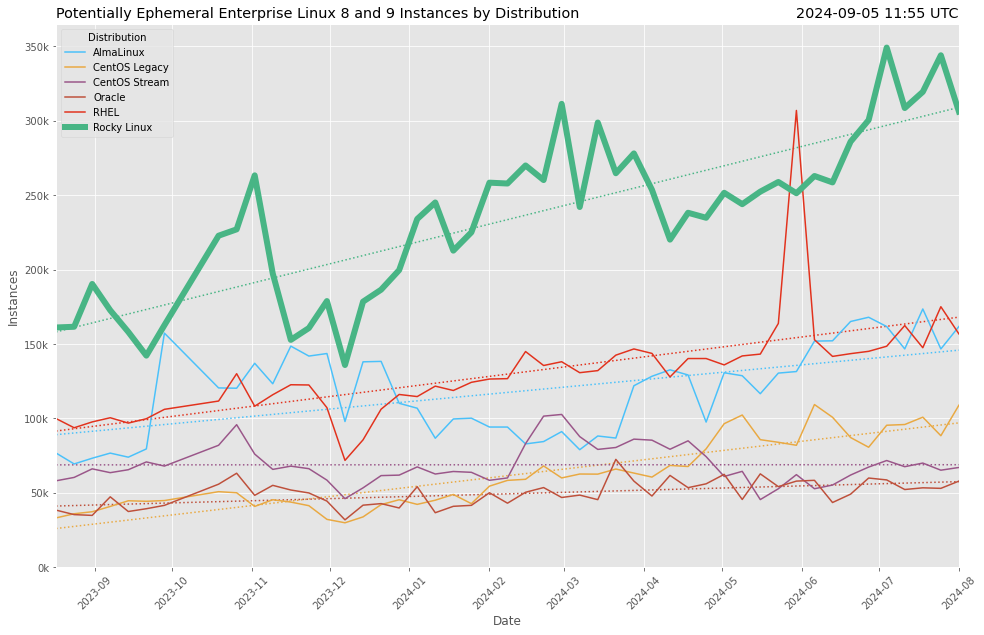 Potentially Ephemeral Enterprise Linux 8 and 9 Instances by Distribution
2024-09-05 11:55 UTC
Distribution
AlmaLinux
CentOS Legacy
CentOS Stream
Oracle
RHEL
Rocky Linux
350k
300k
250k
200k
150k
100k
50k
0k
Instances
2023-09
2023-10
2023-11
2023-12
2024-01
2024-02
2024-03
2024-04
2024-05
2024-06
2024-07
2024-08
Date